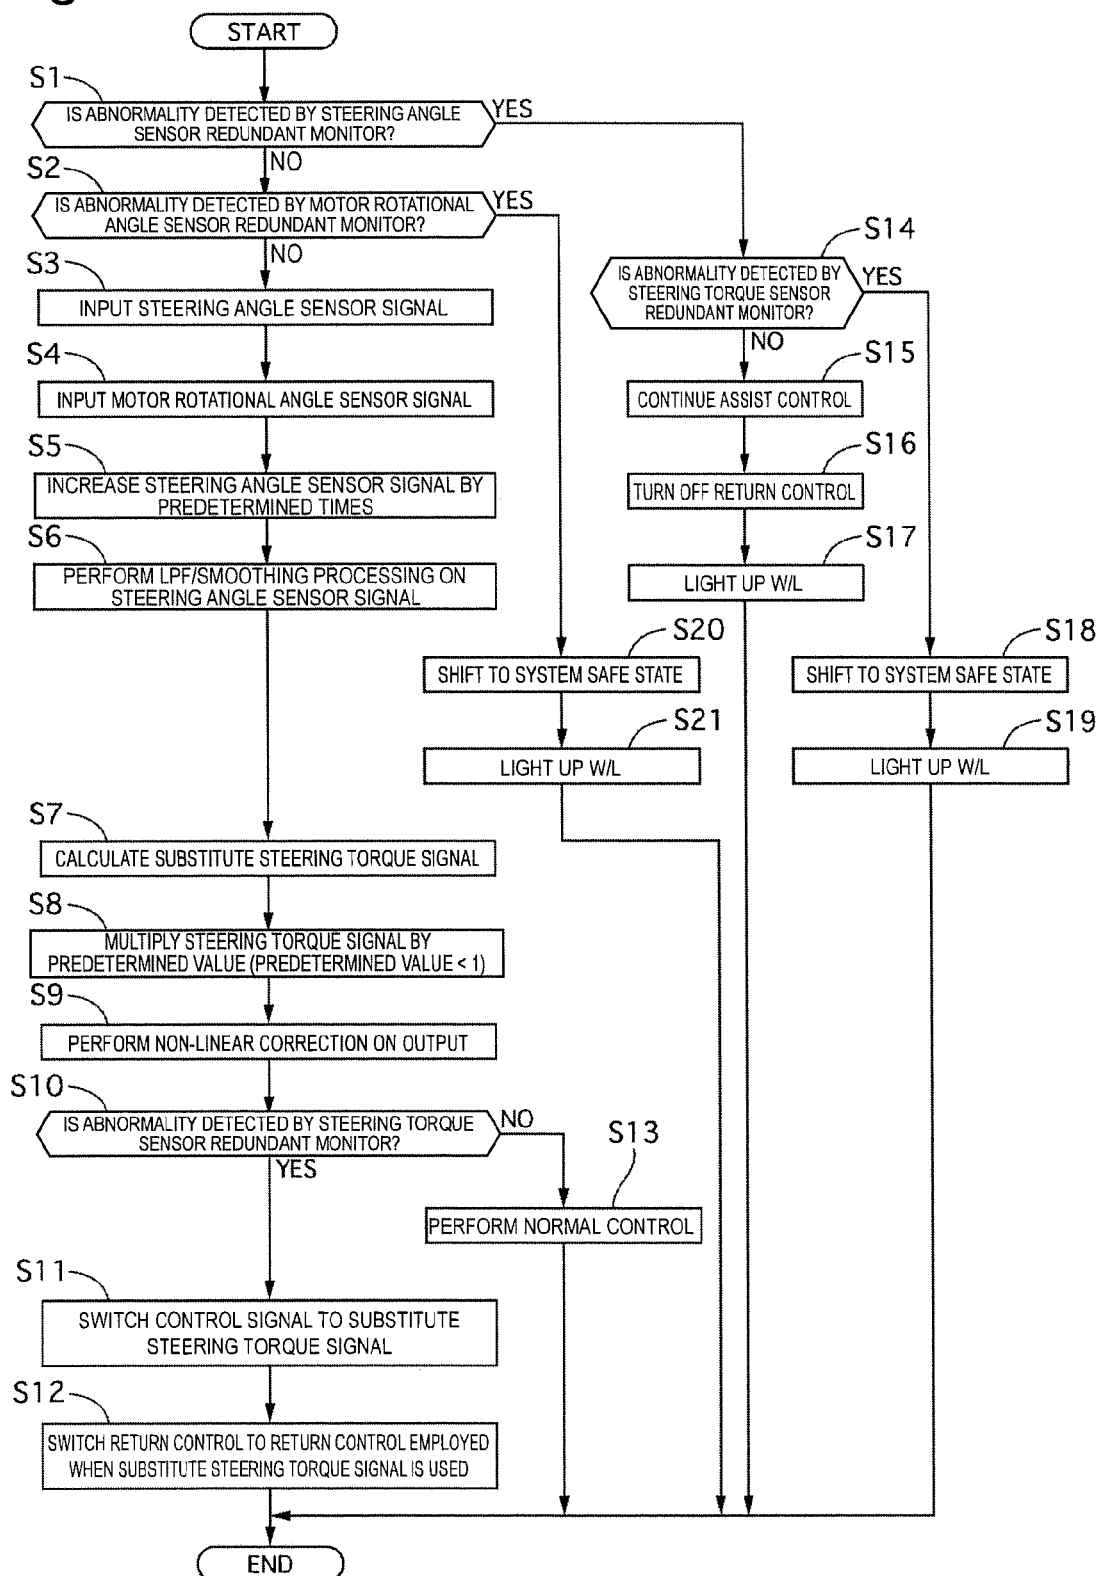 START
S1
IS ABNORMALITY DETECTED BY STEERING ANGLE
SENSOR REDUNDANT MONITOR?
YES
NO
S2
IS ABNORMALITY DETECTED BY MOTOR ROTATIONAL
ANGLE SENSOR REDUNDANT MONITOR?
YES
NO
S3
INPUT STEERING ANGLE SENSOR SIGNAL
S4
INPUT MOTOR ROTATIONAL ANGLE SENSOR SIGNAL
S5
INCREASE STEERING ANGLE SENSOR SIGNAL BY
PREDETERMINED TIMES
S6
PERFORM LPF/SMOOTHING PROCESSING ON
STEERING ANGLE SENSOR SIGNAL
S14
IS ABNORMALITY DETECTED BY
STEERING TORQUE SENSOR
REDUNDANT MONITOR?
YES
NO
S15
CONTINUE ASSIST CONTROL
S16
TURN OFF RETURN CONTROL
S17
LIGHT UP W/L
S20
SHIFT TO SYSTEM SAFE STATE
S21
LIGHT UP W/L
S18
SHIFT TO SYSTEM SAFE STATE
S19
LIGHT UP W/L
S7
CALCULATE SUBSTITUTE STEERING TORQUE SIGNAL
S8
MULTIPLY STEERING TORQUE SIGNAL BY
PREDETERMINED VALUE (PREDETERMINED VALUE < 1)
S9
PERFORM NON-LINEAR CORRECTION ON OUTPUT
S10
IS ABNORMALITY DETECTED BY STEERING TORQUE
SENSOR REDUNDANT MONITOR?
NO
YES
S13
PERFORM NORMAL CONTROL
S11
SWITCH CONTROL SIGNAL TO SUBSTITUTE
STEERING TORQUE SIGNAL
S12
SWITCH RETURN CONTROL TO RETURN CONTROL EMPLOYED
WHEN SUBSTITUTE STEERING TORQUE SIGNAL IS USED
END